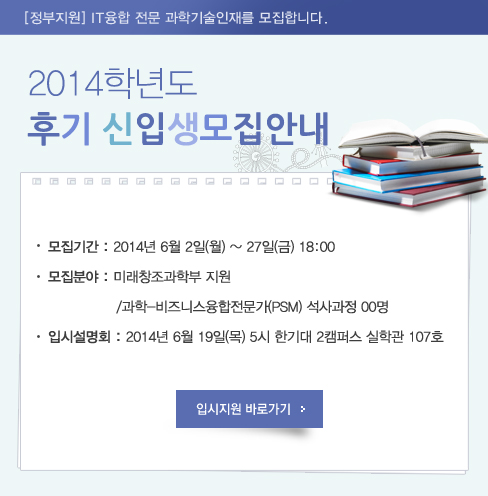 [정부지원] IT융합 전문 과학기술인재를 모집합니다.
2014학년도
후기 신입생모집안내
· 모집기간 : 2014년 6월 2일(월) ~ 27일(금) 18:00
· 모집분야 : 미래창조과학부 지원
/과학-비즈니스융합전문가(PSM) 석사과정 00명
· 입시설명회 : 2014년 6월 19일(목) 5시 한기대 2캠퍼스 실학관 107호
입시지원 바로가기